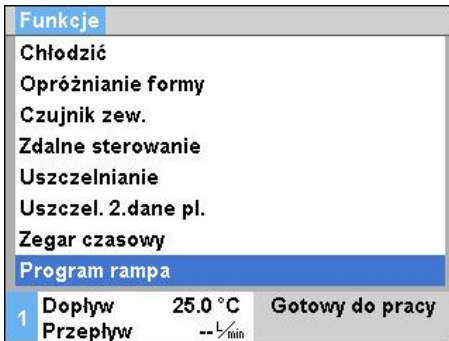 Funkcje
Chłodzić
Opróżnianie formy
Czujnik zew.
Zdalne sterowanie
Uszczelnianie
Uszczel. 2.dane pl.
Zegar czasowy
Program rampa
1 Dopływ 25.0 °C Gotowy do pracy
Przepływ -- L/min